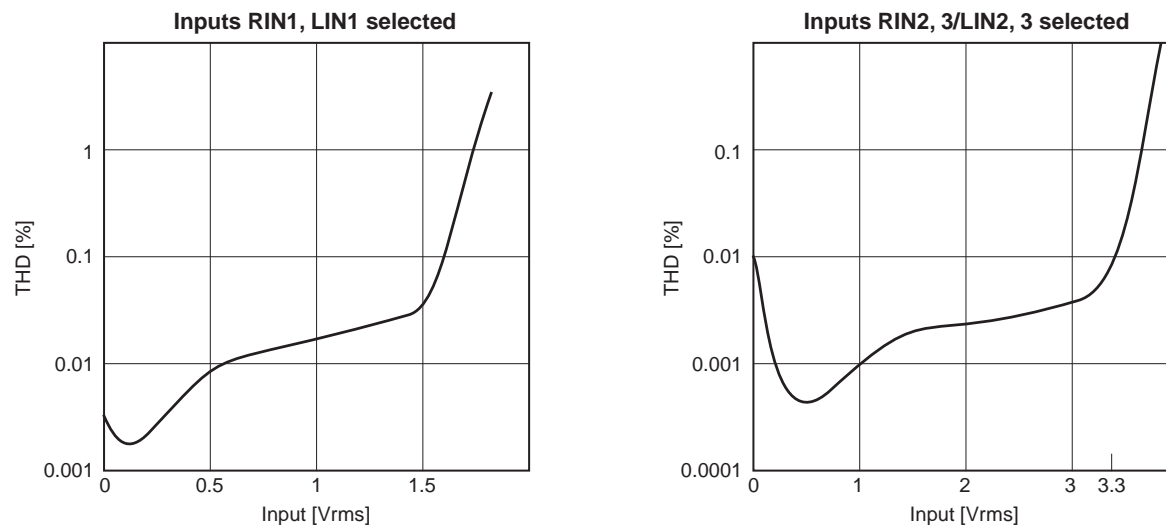 Inputs RIN1, LIN1 selected
THD [%]
1
0.1
0.01
0.001
0
0.5
1
1.5
Input [Vrms]
Inputs RIN2, 3/LIN2, 3 selected
THD [%]
0.1
0.01
0.001
0.0001
0
1
2
3
3.3
Input [Vrms]